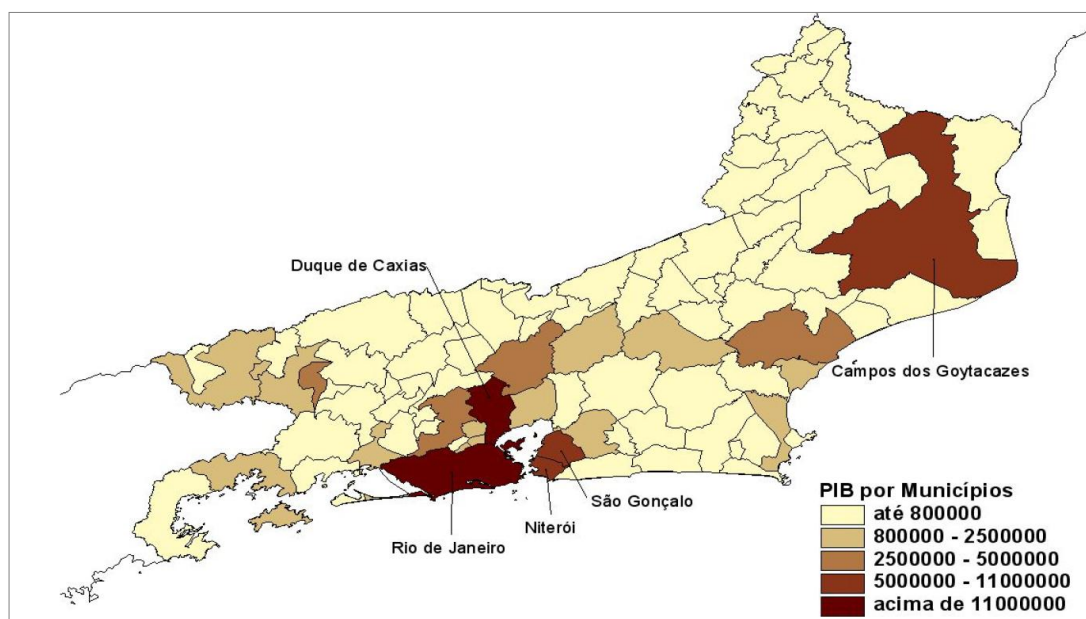 Duque de Caxias
Campos dos Goytacazes
São Gonçalo
Niterói
Rio de Janeiro
PIB por Municípios
até 800000
800000 - 2500000
2500000 - 5000000
5000000 - 11000000
acima de 11000000